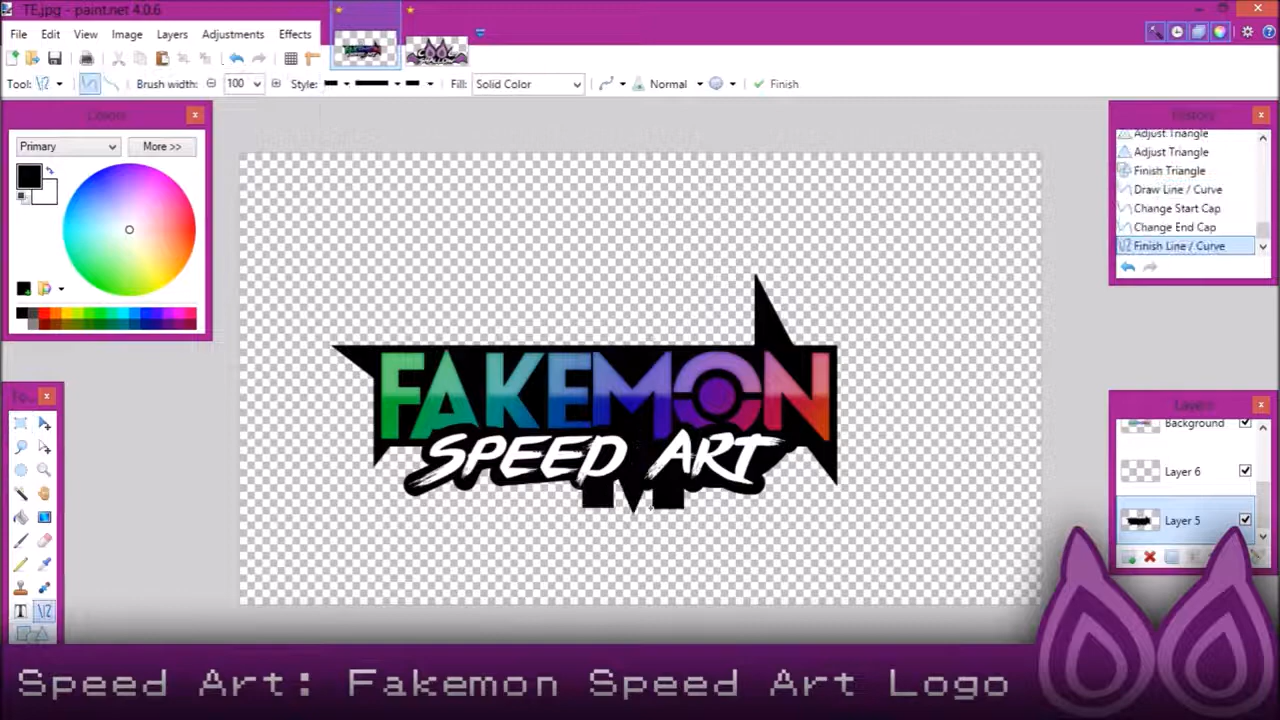 TE.jpg - paint.net 4.0.6
File Edit View Image Layers Adjustments Effects
Tool: Brush width: 100 Style: Fill: Solid Color Normal Finish
Colors
Primary More >>
History
Adjust Triangle
Adjust Triangle
Finish Triangle
Draw Line / Curve
Change Start Cap
Change End Cap
Finish Line / Curve
FAKEMON
SPEED ART
Layers
Background
Layer 6
Layer 5
Speed Art: Fakemon Speed Art Logo